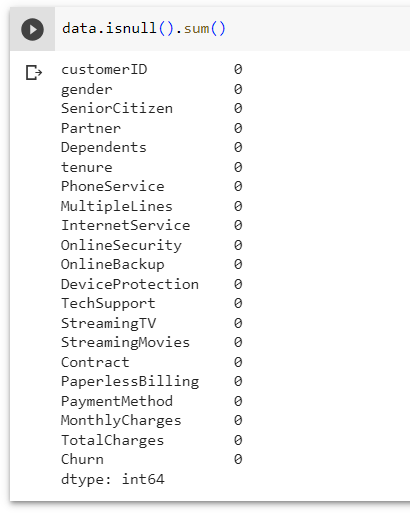 data.isnull().sum()
customerID 0
gender 0
SeniorCitizen 0
Partner 0
Dependents 0
tenure 0
PhoneService 0
MultipleLines 0
InternetService 0
OnlineSecurity 0
OnlineBackup 0
DeviceProtection 0
TechSupport 0
StreamingTV 0
StreamingMovies 0
Contract 0
PaperlessBilling 0
PaymentMethod 0
MonthlyCharges 0
TotalCharges 0
Churn 0
dtype: int64